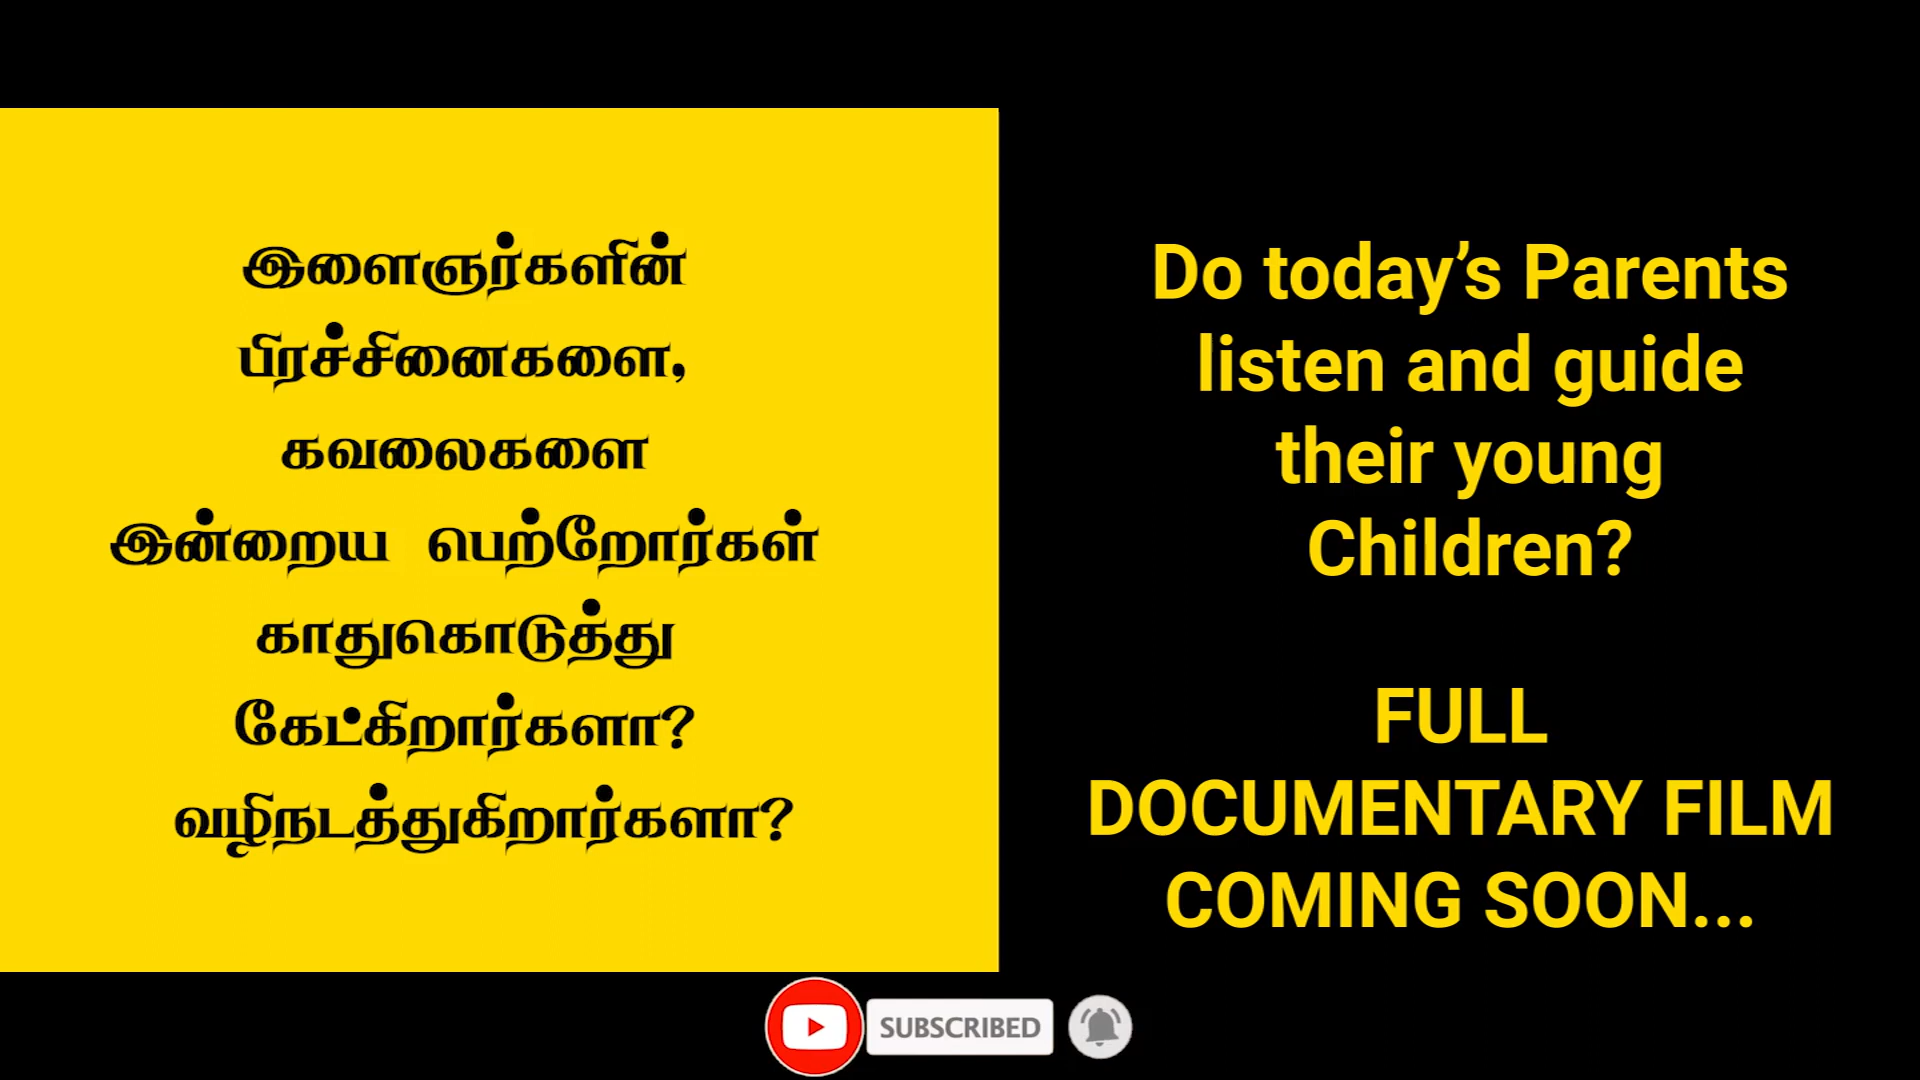 இளைஞர்களின்
பிரச்சினைகளை,
கவலைகளை
இன்றைய பெற்றோர்கள்
காதுகொடுத்து
கேட்கிறார்களா?
வழிநடத்துகிறார்களா?
Do today’s Parents
listen and guide
their young
Children?
FULL
DOCUMENTARY FILM
COMING SOON...
SUBSCRIBED